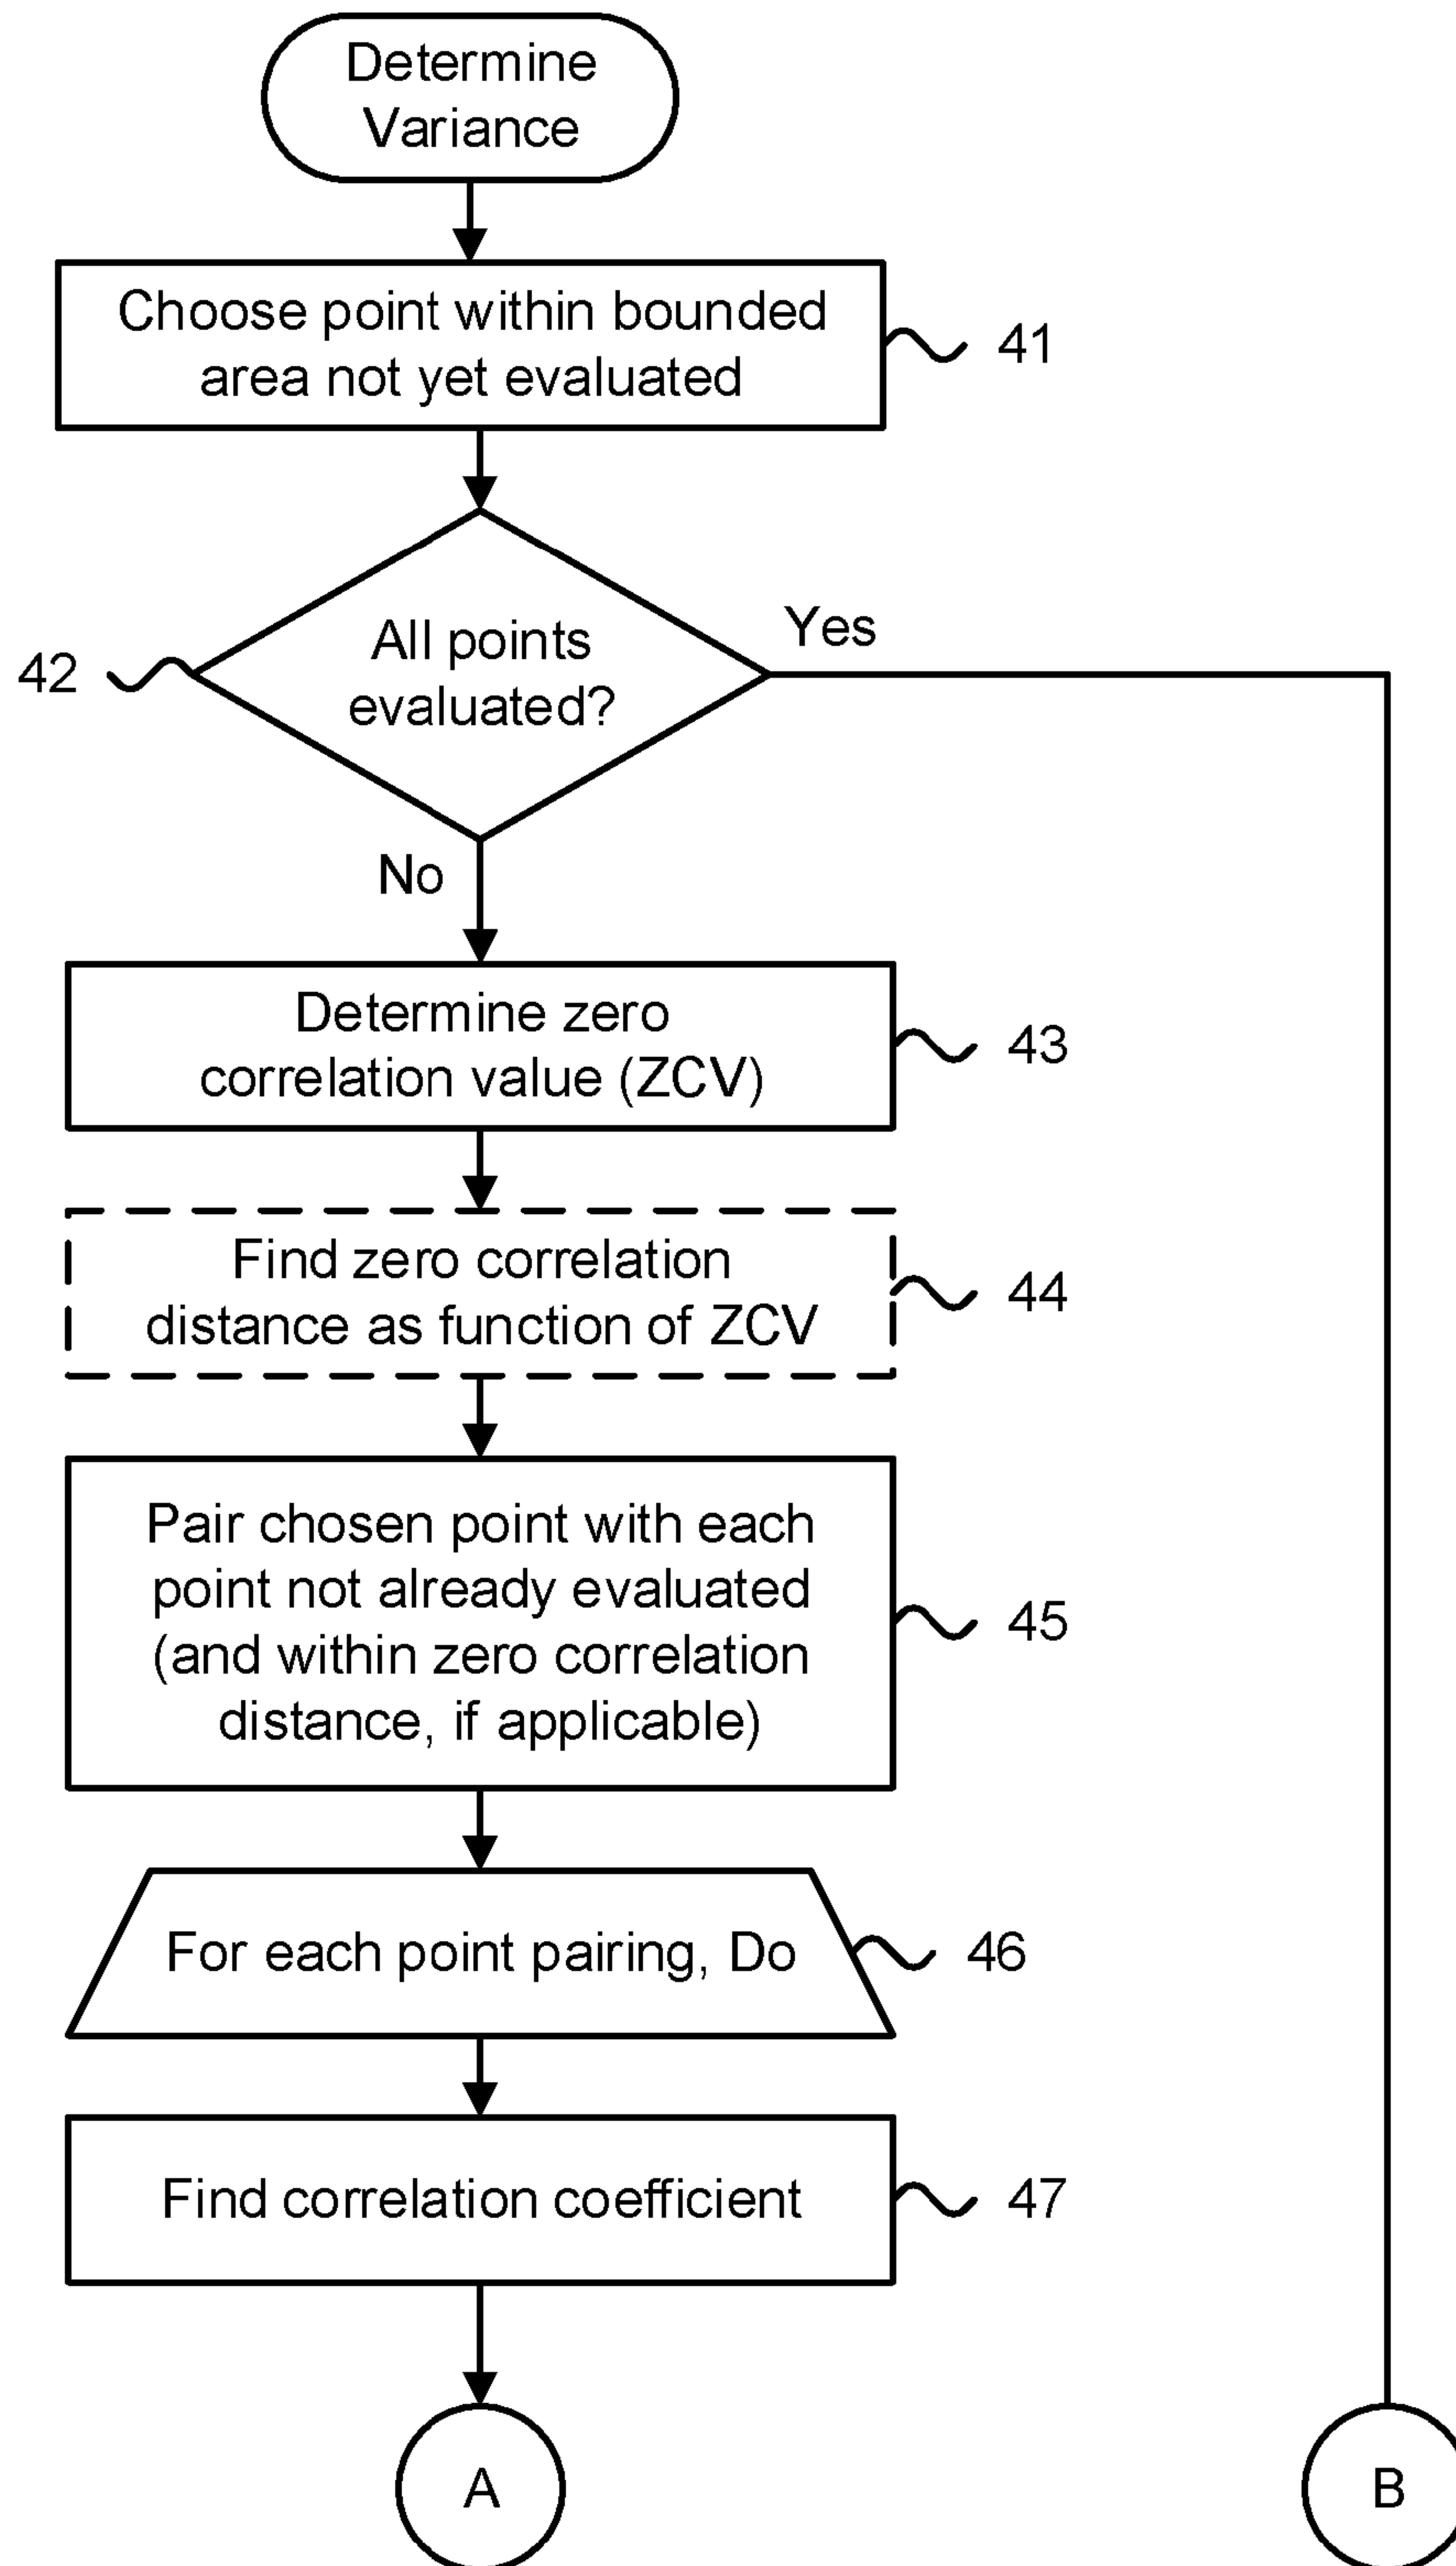 Determine
Variance
Choose point within bounded
area not yet evaluated
41
All points
evaluated?
Yes
42
No
Determine zero
correlation value (ZCV)
43
Find zero correlation
distance as function of ZCV
44
Pair chosen point with each
point not already evaluated
(and within zero correlation
distance, if applicable)
45
For each point pairing, Do
46
Find correlation coefficient
47
A
B